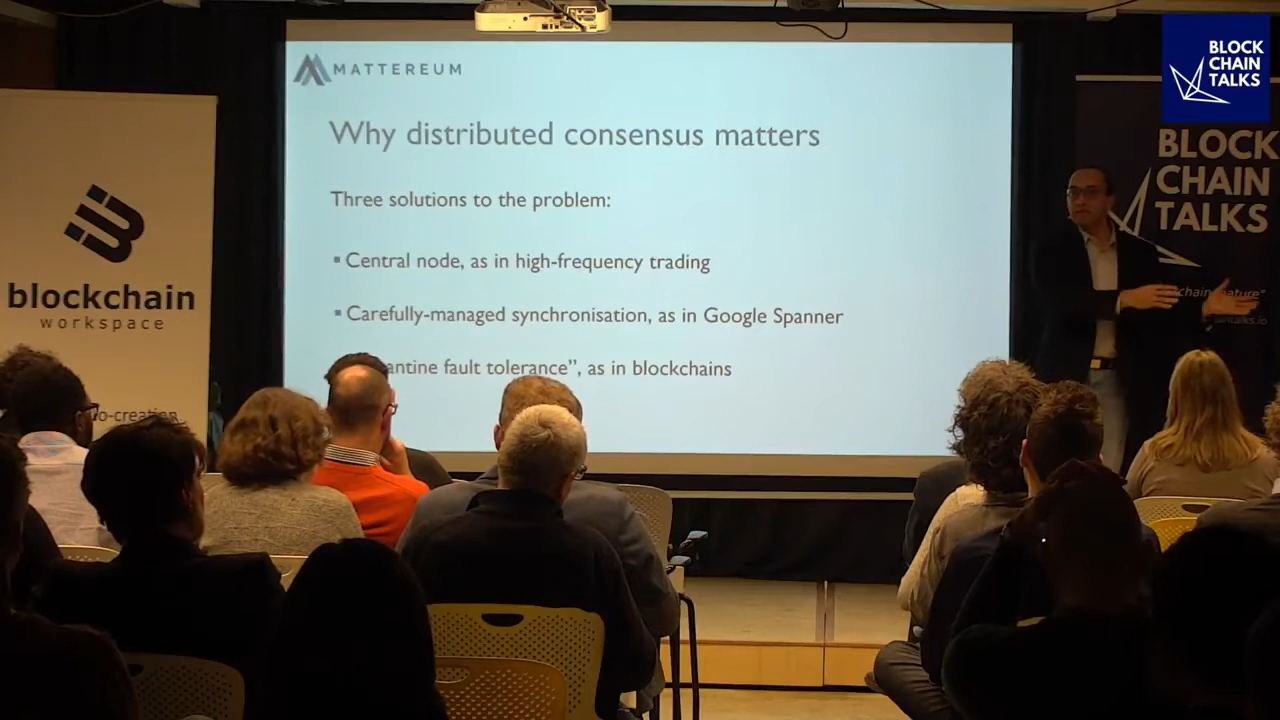 MATTEREUM
Why distributed consensus matters
Three solutions to the problem:
▪ Central node, as in high-frequency trading
▪ Carefully-managed synchronisation, as in Google Spanner
fault tolerance”, as in blockchains
blockchain
workspace
BLOCK
CHAIN
TALKS
BLOCK
CHAIN
TALKS